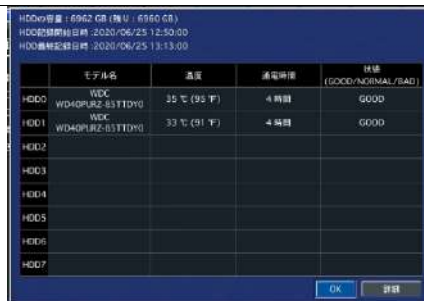 HDDの容量 : 6962 GB (残り : 6960 GB)
HDD記録開始日時 :2020/06/25 12:50:00
HDD最終記録日時 :2020/06/25 13:13:00
モデル名 温度 通電時間 状態
(GOOD/NORMAL/BAD)
HDD0 WDC
WD40PURZ-85TTDY0 35 ℃ (95 ℉) 4 時間 GOOD
HDD1 WDC
WD40PURZ-85TTDY0 33 ℃ (91 ℉) 4 時間 GOOD
HDD2
HDD3
HDD4
HDD5
HDD6
HDD7
OK 詳細